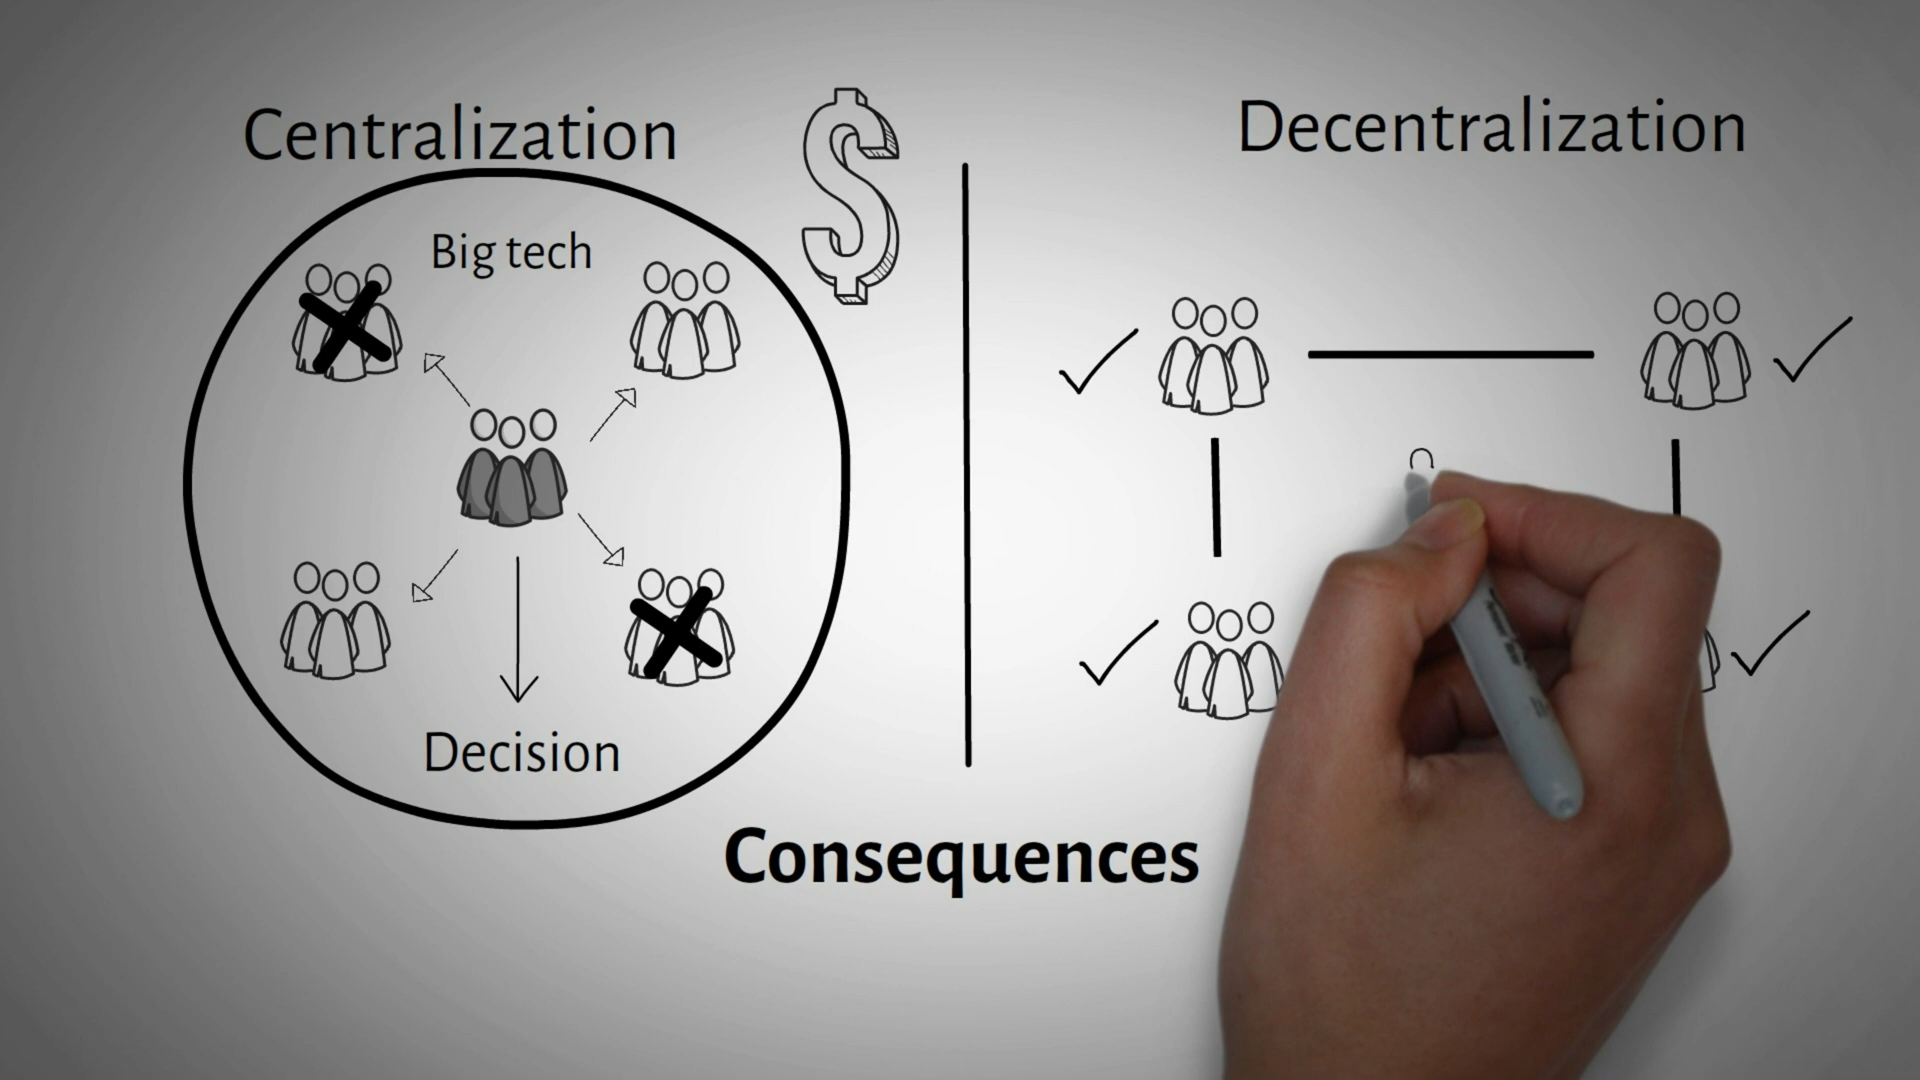 Centralization
Decentralization
Big tech
Decision
Consequences